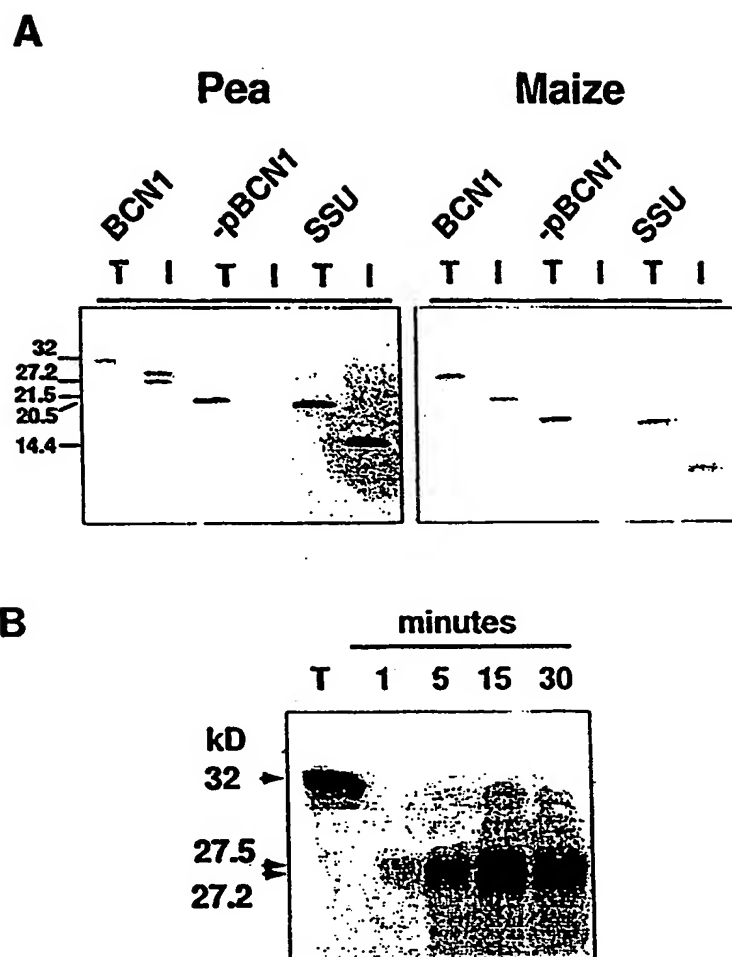 A
Pea Maize
BCN1 -pBCN1 SSU BCN1 -pBCN1 SSU
T I T I T I T I T I T I
32
27.2
21.5
20.5
14.4
B
minutes
T 1 5 15 30
kD
32
27.5
27.2